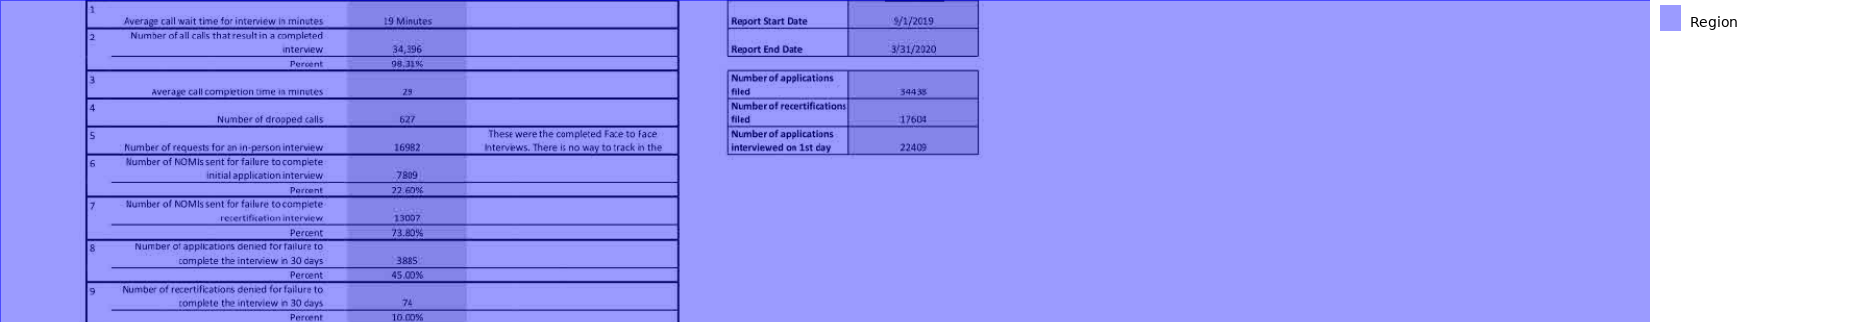 1
Average call wait time for interview in minutes 19 Minutes
2 Number of all calls that result in a completed
interview 34,396
Percent 98.31%
3
Average call completion time in minutes 23
4
Number of dropped calls 627
5 These were the completed Face to Face
Number of requests for an in-person interview 16982 Interviews. There is no way to track in the
6 Number of NOMIs sent for failure to complete
initial application interview 7809
Percent 22.60%
7 Number of NOMIs sent for failure to complete
recertification interview 13007
Percent 73.80%
8 Number of applications denied for failure to
complete the interview in 30 days 3885
Percent 45.00%
9 Number of recertifications denied for failure to
complete the interview in 30 days 74
Percent 10.00%
Report Start Date 9/1/2019
Report End Date 3/31/2020
Number of applications
filed 34438
Number of recertifications
filed 17604
Number of applications
interviewed on 1st day 22409
Region